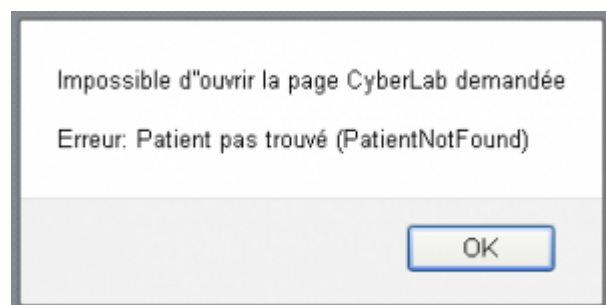 Impossible d"ouvrir la page CyberLab demandée
Erreur: Patient pas trouvé (PatientNotFound)
OK